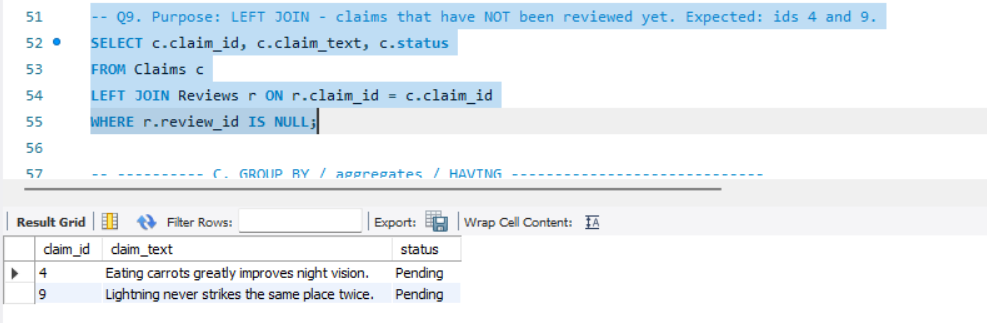 51 -- Q9. Purpose: LEFT JOIN - claims that have NOT been reviewed yet. Expected: ids 4 and 9.
52 SELECT c.claim_id, c.claim_text, c.status
53 FROM Claims c
54 LEFT JOIN Reviews r ON r.claim_id = c.claim_id
55 WHERE r.review_id IS NULL;
56
57 -- ---------- C. GROUP BY / aggregates / HAVING -----------------------------
Result Grid Filter Rows: Export: Wrap Cell Content: IA
claim_id claim_text status
4 Eating carrots greatly improves night vision. Pending
9 Lightning never strikes the same place twice. Pending